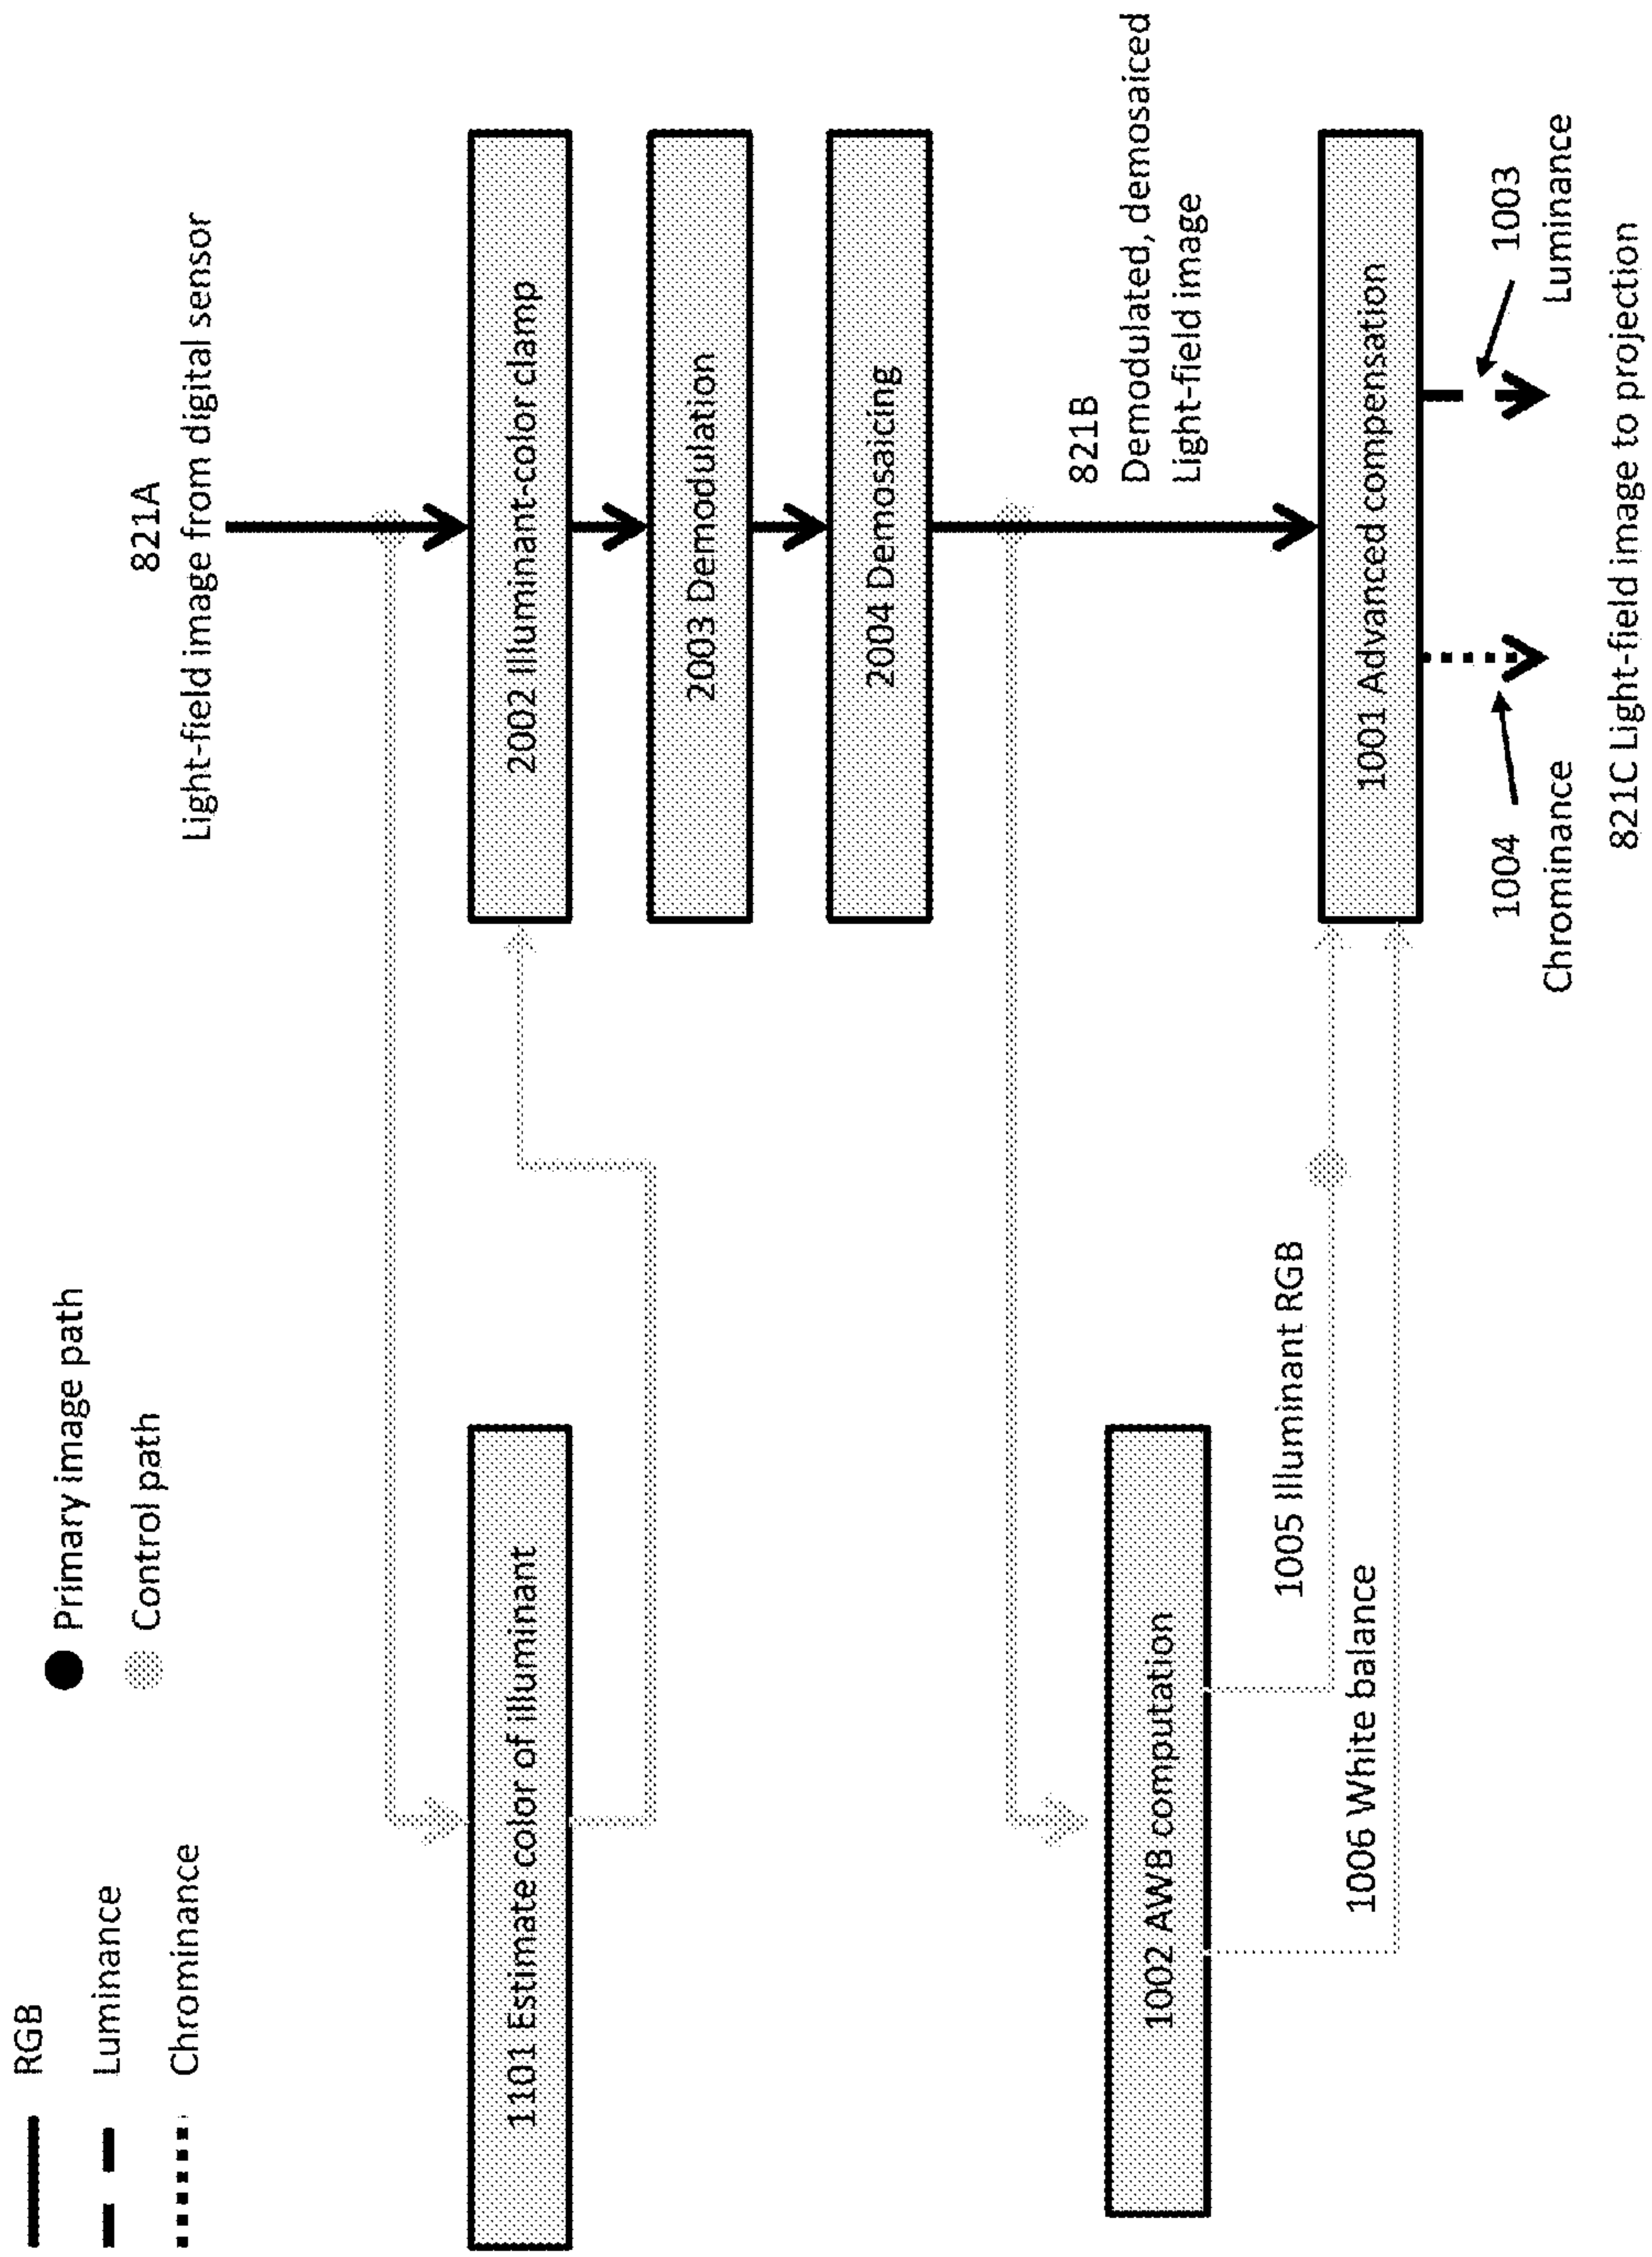 RGB
Luminance
Chrominance
Primary image path
Control path
821A
Light-field image from digital sensor
1101 Estimate color of illuminant
2002 Illuminant-color clamp
2003 Demodulation
2004 Demosaicing
821B
Demodulated, demosaiced
Light-field image
1002 AWB computation
1005 Illuminant RGB
1006 White balance
1001 Advanced compensation
1004
Chrominance
1003
Luminance
821C Light-field image to projection